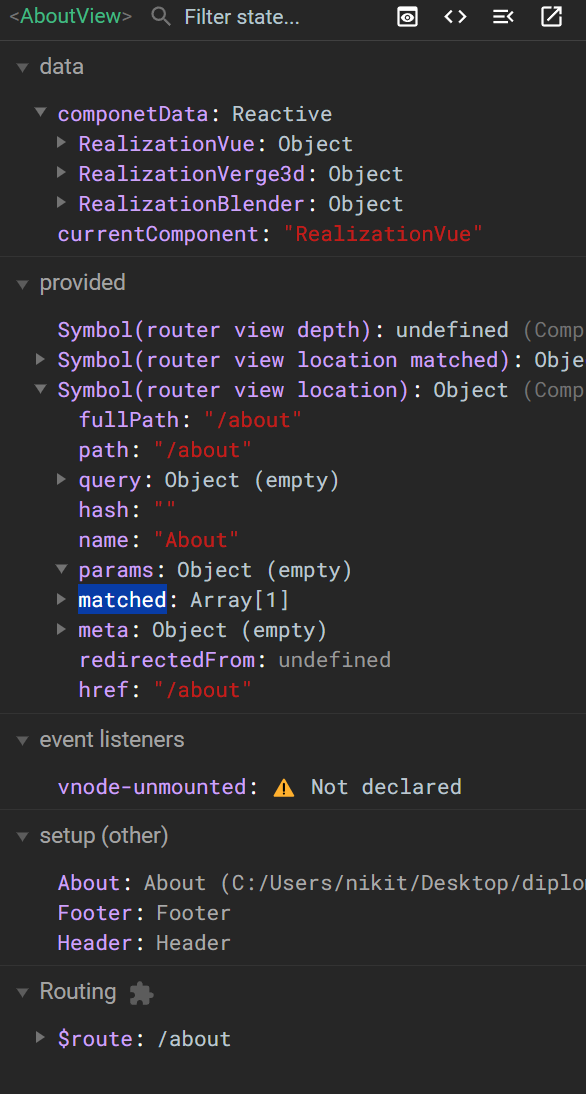 <AboutView> Filter state...
data
componetData: Reactive
RealizationVue: Object
RealizationVerge3d: Object
RealizationBlender: Object
currentComponent: "RealizationVue"
provided
Symbol(router view depth): undefined (Comp
Symbol(router view location matched): Obje
Symbol(router view location): Object (Comp
fullPath: "/about"
path: "/about"
query: Object (empty)
hash: ""
name: "About"
params: Object (empty)
matched: Array[1]
meta: Object (empty)
redirectedFrom: undefined
href: "/about"
event listeners
vnode-unmounted: ⚠ Not declared
setup (other)
About: About (C:/Users/nikit/Desktop/diplo
Footer: Footer
Header: Header
Routing
$route: /about